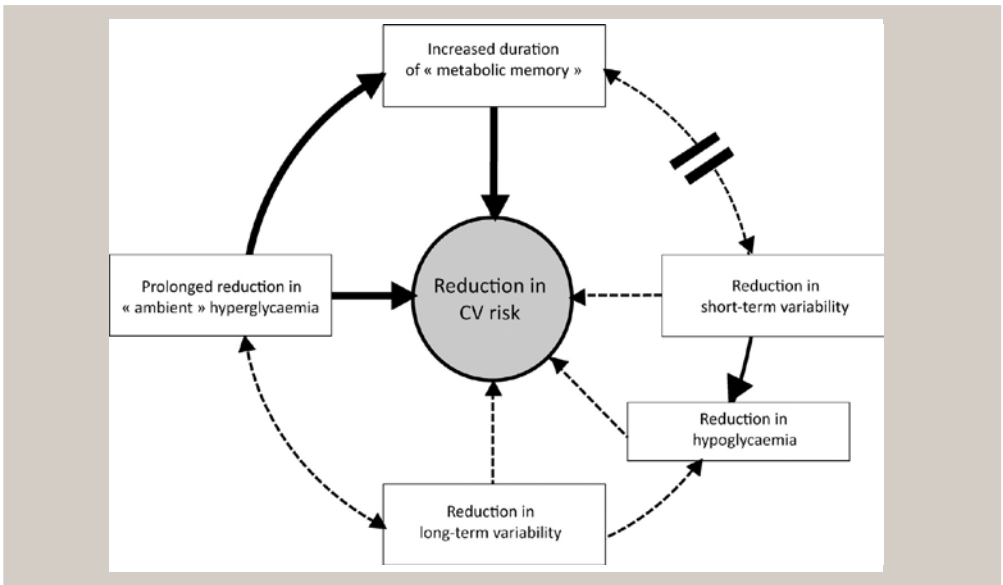 Increased duration
of « metabolic memory »
Prolonged reduction in
« ambient » hyperglycaemia
Reduction in
CV risk
Reduction in
short-term variability
Reduction in
hypoglycaemia
Reduction in
long-term variability